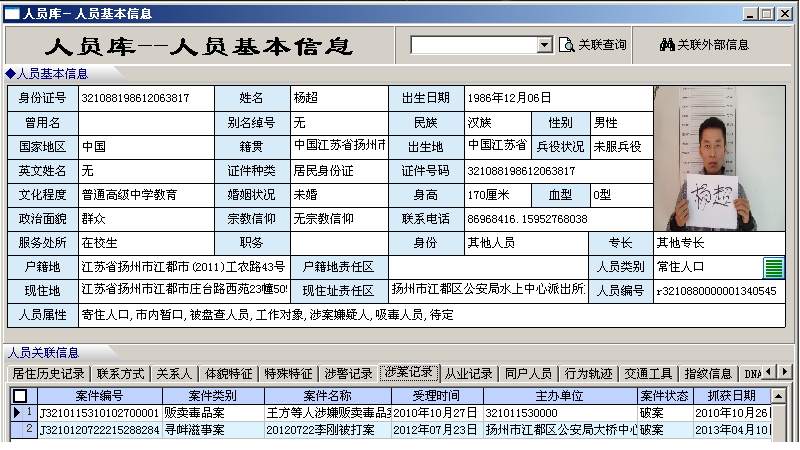 人员库— 人员基本信息
人员库--人员基本信息
关联查询 关联外部信息
◆人员基本信息
身份证号 321088198612063817 姓名 杨超 出生日期 1986年12月06日
曾用名 别名绰号 无 民族 汉族 性别 男性
国家地区 中国 籍贯 中国江苏省扬州市 出生地 中国江苏省 兵役状况 未服兵役
英文姓名 无 证件种类 居民身份证 证件号码 321088198612063817
文化程度 普通高级中学教育 婚姻状况 未婚 身高 170厘米 血型 O型
政治面貌 群众 宗教信仰 无宗教信仰 联系电话 86968416.15952768038
服务处所 在校生 职务 身份 其他人员 专长 其他专长
户籍地 江苏省扬州市江都市(2011)工农路43号 户籍地责任区 人员类别 常住人口
现住地 江苏省扬州市江都市庄台路西苑23幢50 现住址责任区 扬州市江都区公安局水上中心派出所 人员编号 r3210880000001340545
人员属性 寄住人口,市内暂口,被盘查人员,工作对象,涉案嫌疑人,吸毒人员,待定
杨超
人员关联信息
居住历史记录 联系方式 关系人 体貌特征 特殊特征 涉警记录 涉案记录 从业记录 同户人员 行为轨迹 交通工具 指纹信息 DNA
案件编号 案件类别 案件名称 受理时间 主办单位 案件状态 抓获日期
1 J3210115310102700001 贩卖毒品案 王方等人涉嫌贩卖毒品 2010年10月27日 321011530000 破案 2010年10月26
2 J3210120722215288284 寻衅滋事案 20120722李刚被打案 2012年07月23日 扬州市江都区公安局大桥中心 破案 2013年04月10